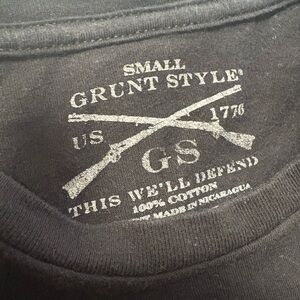 SMALL
GRUNT STYLE®
US 1776
GS
THIS WE'LL DEFEND
100% COTTON
MADE IN NICARAGUA